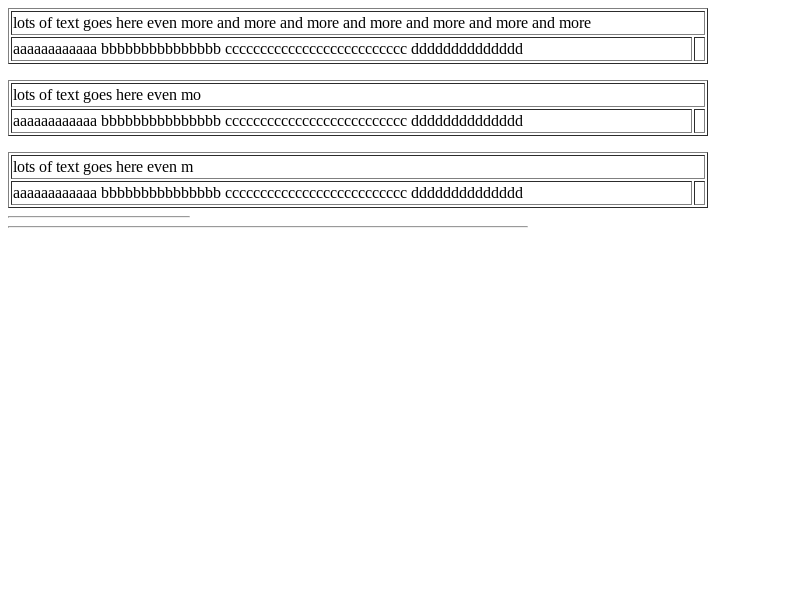 lots of text goes here even more and more and more and more and more and more and more
aaaaaaaaaaaa bbbbbbbbbbbbbbb cccccccccccccccccccccccccc dddddddddddddd
lots of text goes here even mo
aaaaaaaaaaaa bbbbbbbbbbbbbbb cccccccccccccccccccccccccc dddddddddddddd
lots of text goes here even m
aaaaaaaaaaaa bbbbbbbbbbbbbbb cccccccccccccccccccccccccc dddddddddddddd